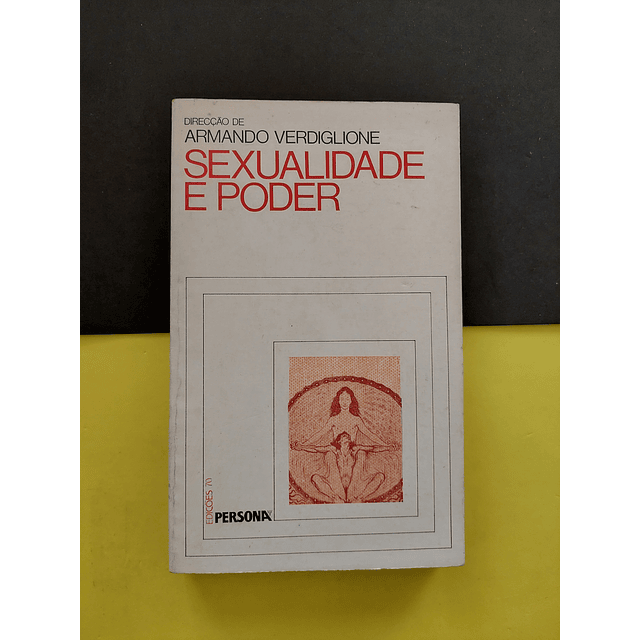 DIRECÇÃO DE
ARMANDO VERDIGLIONE
SEXUALIDADE
E PODER
EDIÇÕES 70
PERSONA